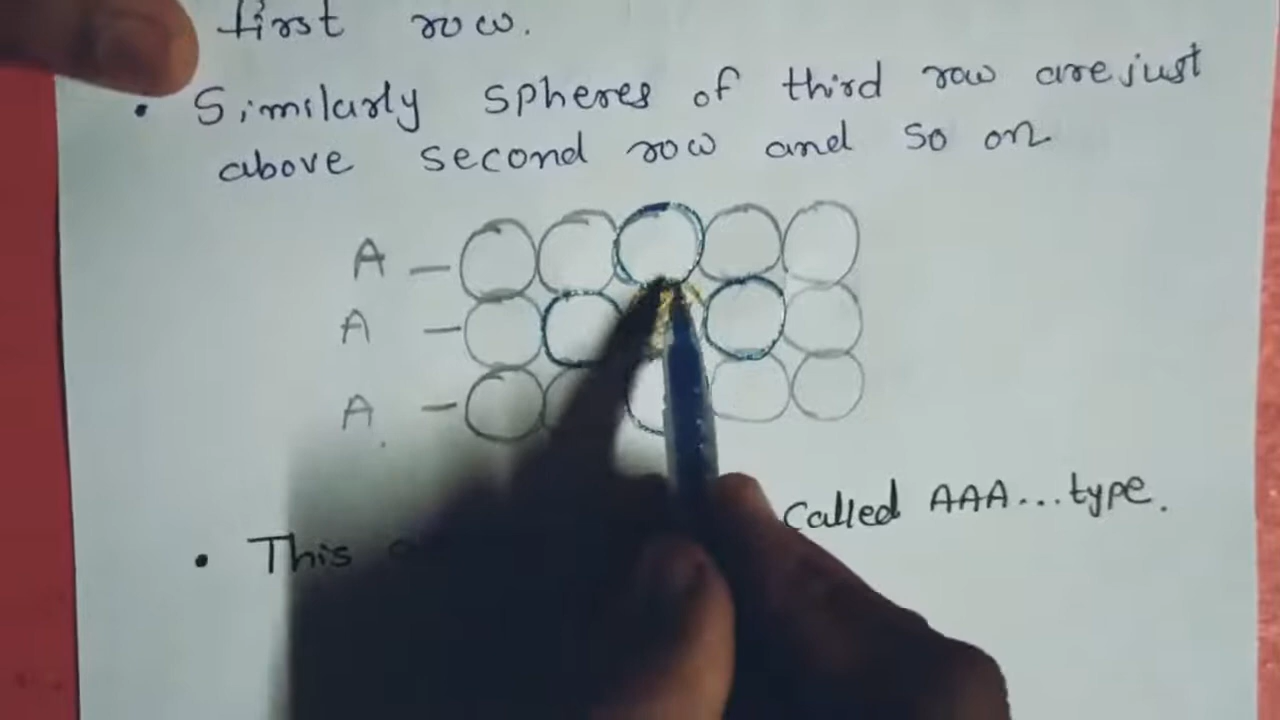 first row.
• Similarly spheres of third row are just
above second row and so on
A —
A —
A. —
• This called AAA...type.